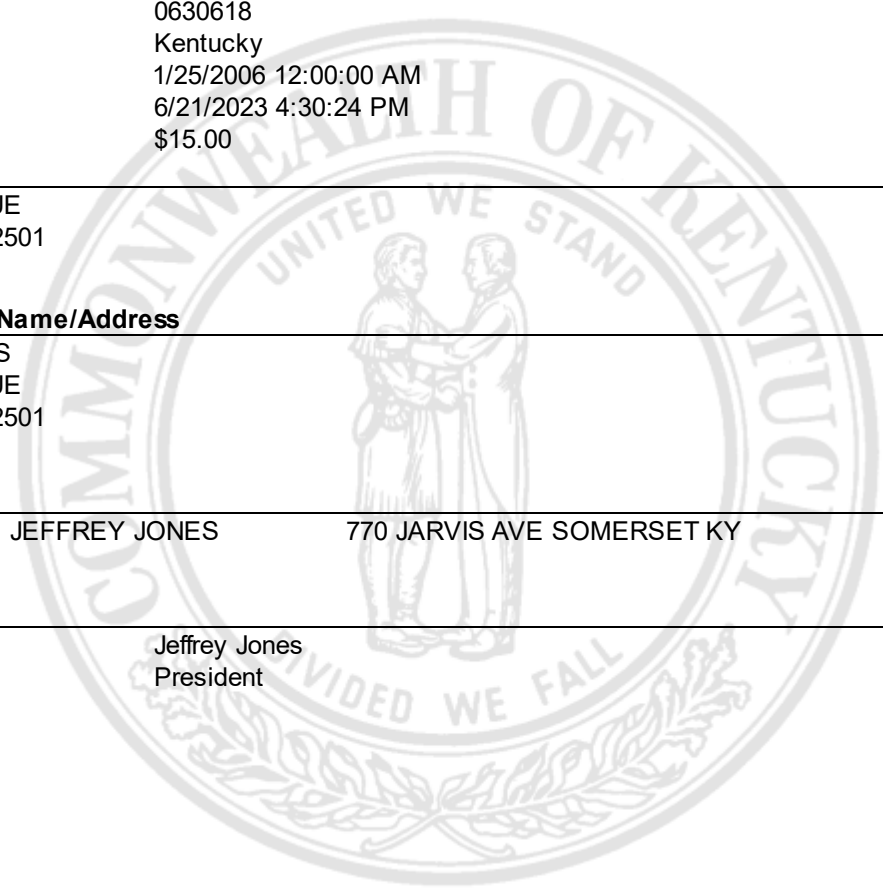 0630618
Kentucky
1/25/2006 12:00:00 AM
6/21/2023 4:30:24 PM
$15.00
UE
2501
Name/Address
S
UE
2501
JEFFREY JONES 770 JARVIS AVE SOMERSET KY
Jeffrey Jones
President
COMMONWEALTH OF KENTUCKY
UNITED WE STAND
DIVIDED WE FALL